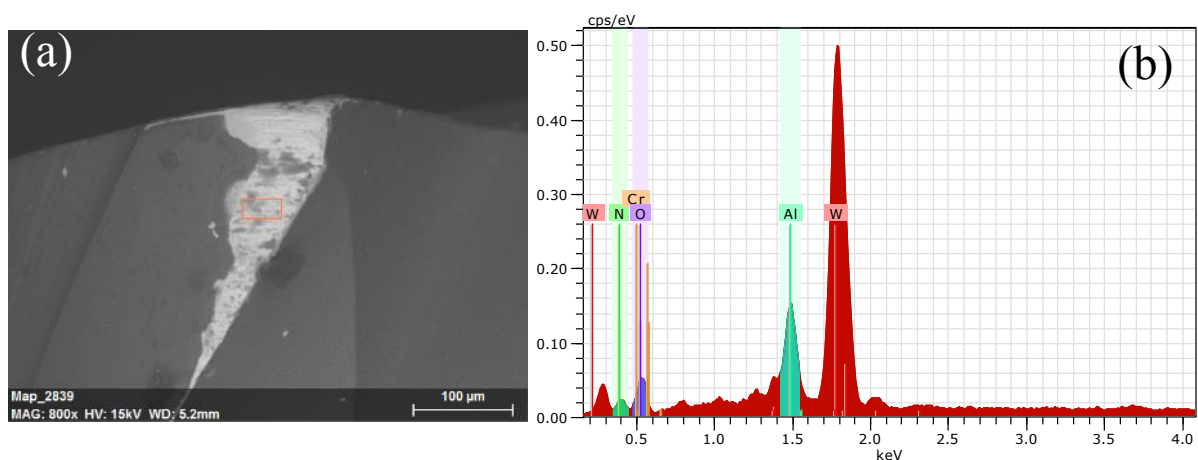 (a)
Map_2839
MAG: 800x HV: 15kV WD: 5.2mm
100 µm
cps/eV
(b)
0.50
0.40
0.30
0.20
0.10
0.00
Cr
W N O Al W
0.5 1.0 1.5 2.0 2.5 3.0 3.5 4.0
keV